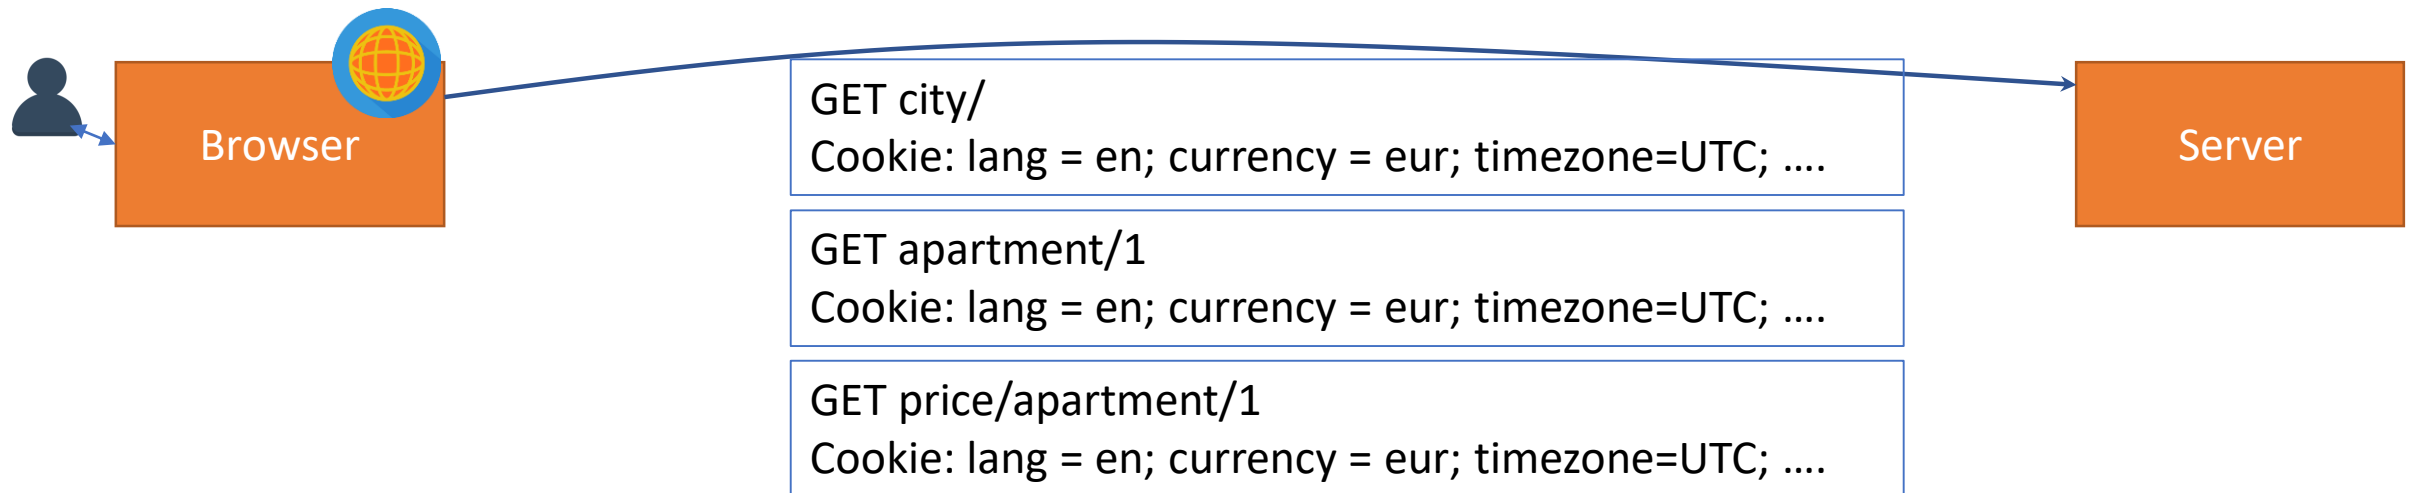 Browser
GET city/
Cookie: lang = en; currency = eur; timezone=UTC; ....
GET apartment/1
Cookie: lang = en; currency = eur; timezone=UTC; ....
GET price/apartment/1
Cookie: lang = en; currency = eur; timezone=UTC; ....
Server